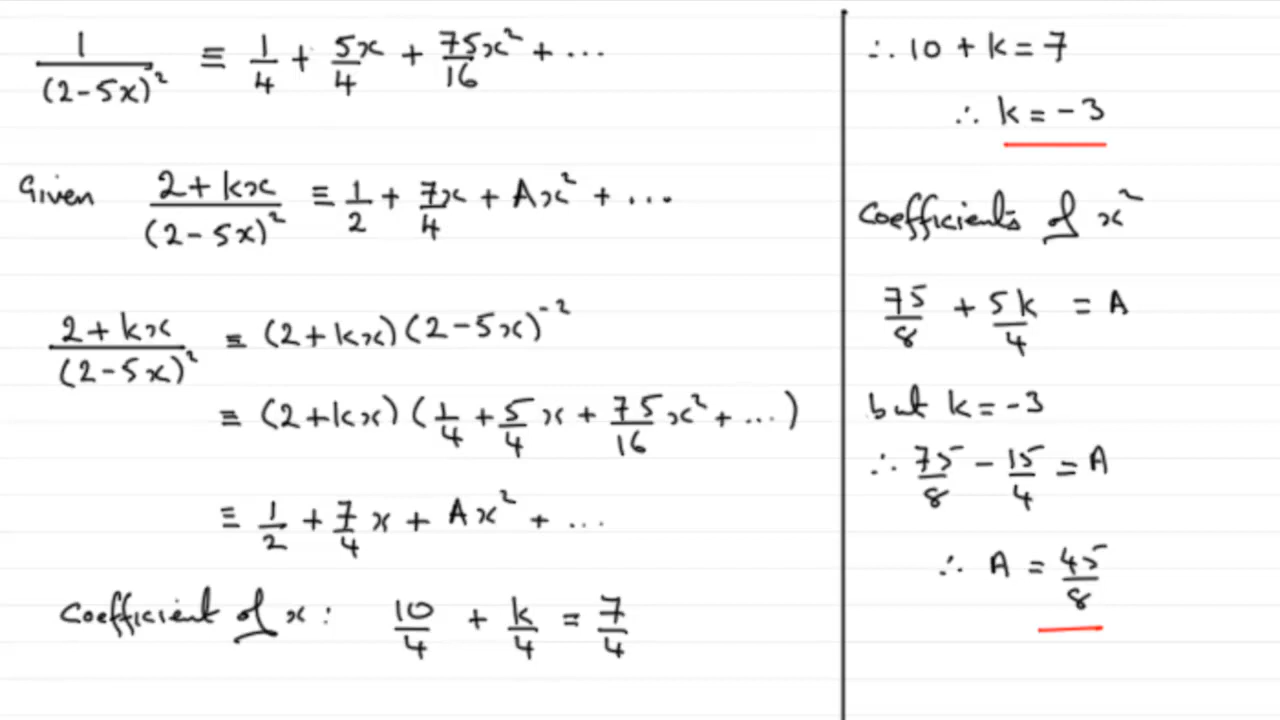 1/(2-5x)² ≡ 1/4 + 5x/4 + 75x²/16 + ...
Given (2+kx)/(2-5x)² ≡ 1/2 + 7x/4 + Ax² + ...
(2+kx)/(2-5x)² ≡ (2+kx)(2-5x)⁻²
≡ (2+kx)(1/4 + 5/4 x + 75/16 x² + ...)
≡ 1/2 + 7/4 x + Ax² + ...
Coefficient of x: 10/4 + k/4 = 7/4
∴ 10 + k = 7
∴ k = -3
Coefficients of x²
75/8 + 5k/4 = A
but k = -3
∴ 75/8 - 15/4 = A
∴ A = 45/8